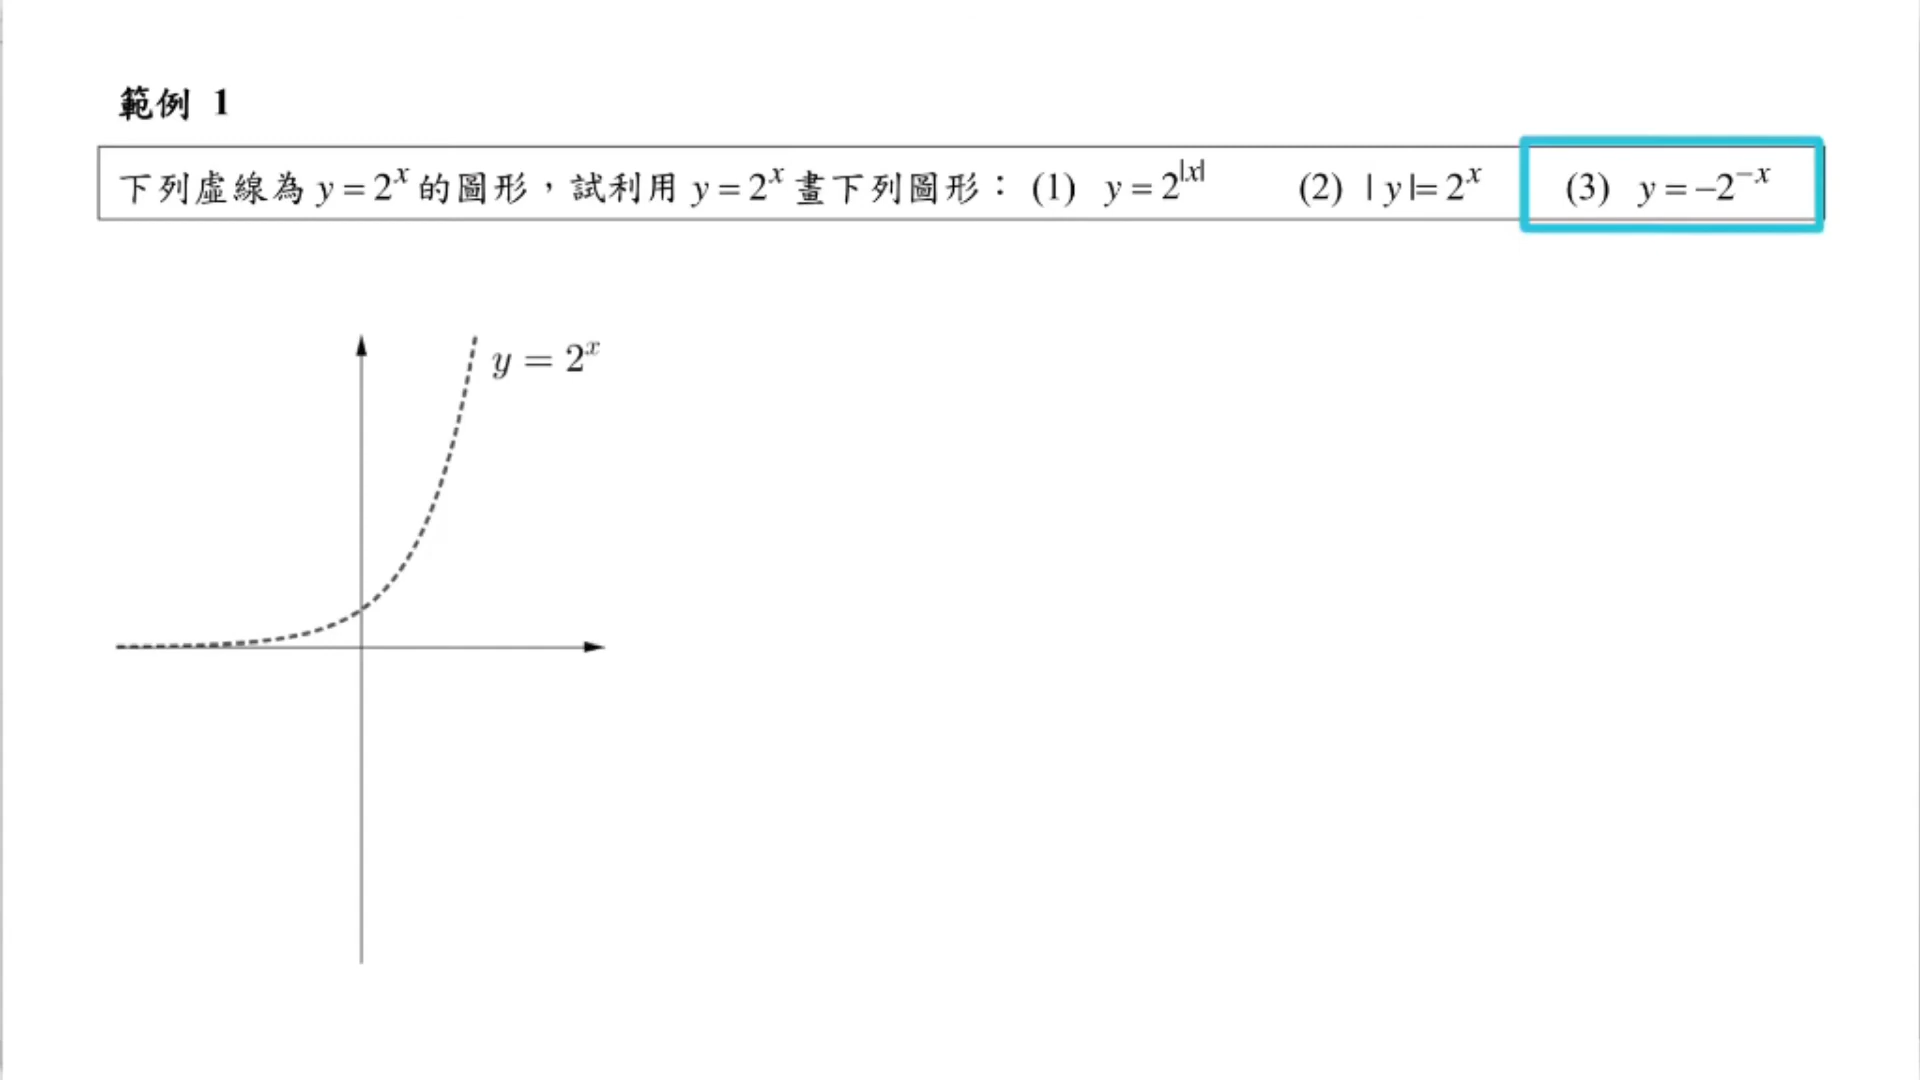 範例 1
下列虛線為 y = 2^x 的圖形，試利用 y = 2^x 畫下列圖形：(1) y = 2^|x| (2) | y |= 2^x (3) y = −2^−x
y = 2^x